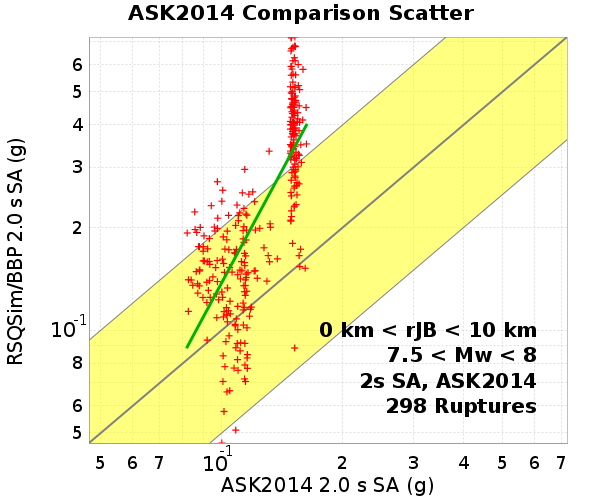 ASK2014 Comparison Scatter
RSQSim/BBP 2.0 s SA (g)
6
5
4
3
2
10-1
8
6
5
0 km < rJB < 10 km
7.5 < Mw < 8
2s SA, ASK2014
298 Ruptures
5 6 7 10-1 2 3 4 5 6 7
ASK2014 2.0 s SA (g)